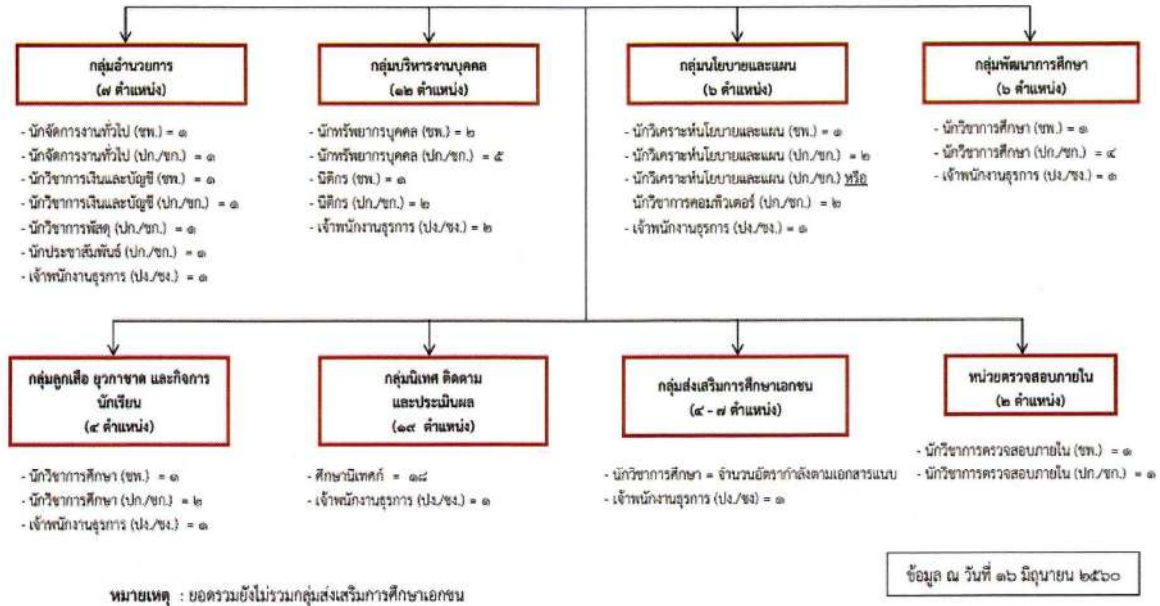 กลุ่มอำนวยการ
(๗ ตำแหน่ง)
- นักจัดการงานทั่วไป (ชพ.) = ๑
- นักจัดการงานทั่วไป (ปก./ชก.) = ๑
- นักวิชาการเงินและบัญชี (ชพ.) = ๑
- นักวิชาการเงินและบัญชี (ปก./ชก.) = ๑
- นักวิชาการพัสดุ (ปก./ชก.) = ๑
- นักประชาสัมพันธ์ (ปก./ชก.) = ๑
- เจ้าพนักงานธุรการ (ปง./ชง.) = ๑
กลุ่มบริหารงานบุคคล
(๑๒ ตำแหน่ง)
- นักทรัพยากรบุคคล (ชพ.) = ๒
- นักทรัพยากรบุคคล (ปก./ชก.) = ๕
- นิติกร (ชพ.) = ๑
- นิติกร (ปก./ชก.) = ๒
- เจ้าพนักงานธุรการ (ปง./ชง.) = ๒
กลุ่มนโยบายและแผน
(๖ ตำแหน่ง)
- นักวิเคราะห์นโยบายและแผน (ชพ.) = ๑
- นักวิเคราะห์นโยบายและแผน (ปก./ชก.) = ๒
- นักวิเคราะห์นโยบายและแผน (ปก./ชก.) หรือ
นักวิชาการคอมพิวเตอร์ (ปก./ชก.) = ๒
- เจ้าพนักงานธุรการ (ปง./ชง.) = ๑
กลุ่มพัฒนาการศึกษา
(๖ ตำแหน่ง)
- นักวิชาการศึกษา (ชพ.) = ๑
- นักวิชาการศึกษา (ปก./ชก.) = ๔
- เจ้าพนักงานธุรการ (ปง./ชง.) = ๑
กลุ่มลูกเสือ ยุวกาชาด และกิจการ
นักเรียน
(๔ ตำแหน่ง)
- นักวิชาการศึกษา (ชพ.) = ๑
- นักวิชาการศึกษา (ปก./ชก.) = ๒
- เจ้าพนักงานธุรการ (ปง./ชง.) = ๑
กลุ่มนิเทศ ติดตาม
และประเมินผล
(๑๙ ตำแหน่ง)
- ศึกษานิเทศก์ = ๑๘
- เจ้าพนักงานธุรการ (ปง./ชง.) = ๑
กลุ่มส่งเสริมการศึกษาเอกชน
(๔ - ๗ ตำแหน่ง)
- นักวิชาการศึกษา = จำนวนอัตรากำลังตามเอกสารแนบ
- เจ้าพนักงานธุรการ (ปง./ชง) = ๑
หน่วยตรวจสอบภายใน
(๒ ตำแหน่ง)
- นักวิชาการตรวจสอบภายใน (ชพ.) = ๑
- นักวิชาการตรวจสอบภายใน (ปก./ชก.) = ๑
ข้อมูล ณ วันที่ ๑๖ มิถุนายน ๒๕๖๐
หมายเหตุ : ยอดรวมยังไม่รวมกลุ่มส่งเสริมการศึกษาเอกชน